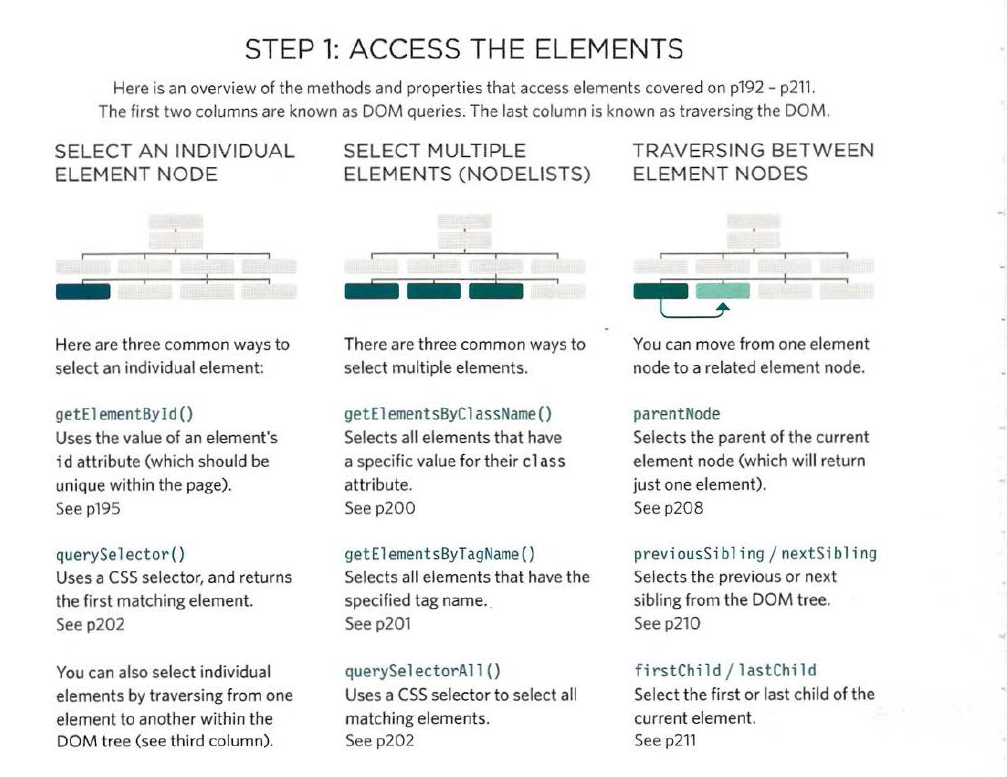 STEP 1: ACCESS THE ELEMENTS
Here is an overview of the methods and properties that access elements covered on p192 – p211.
The first two columns are known as DOM queries. The last column is known as traversing the DOM.
SELECT AN INDIVIDUAL
ELEMENT NODE
Here are three common ways to
select an individual element:
getElementById()
Uses the value of an element's
id attribute (which should be
unique within the page).
See p195
querySelector()
Uses a CSS selector, and returns
the first matching element.
See p202
You can also select individual
elements by traversing from one
element to another within the
DOM tree (see third column).
SELECT MULTIPLE
ELEMENTS (NODELISTS)
There are three common ways to
select multiple elements.
getElementsByClassName()
Selects all elements that have
a specific value for their class
attribute.
See p200
getElementsByTagName()
Selects all elements that have the
specified tag name.
See p201
querySelectorAll()
Uses a CSS selector to select all
matching elements.
See p202
TRAVERSING BETWEEN
ELEMENT NODES
You can move from one element
node to a related element node.
parentNode
Selects the parent of the current
element node (which will return
just one element).
See p208
previousSibling / nextSibling
Selects the previous or next
sibling from the DOM tree.
See p210
firstChild / lastChild
Select the first or last child of the
current element.
See p211